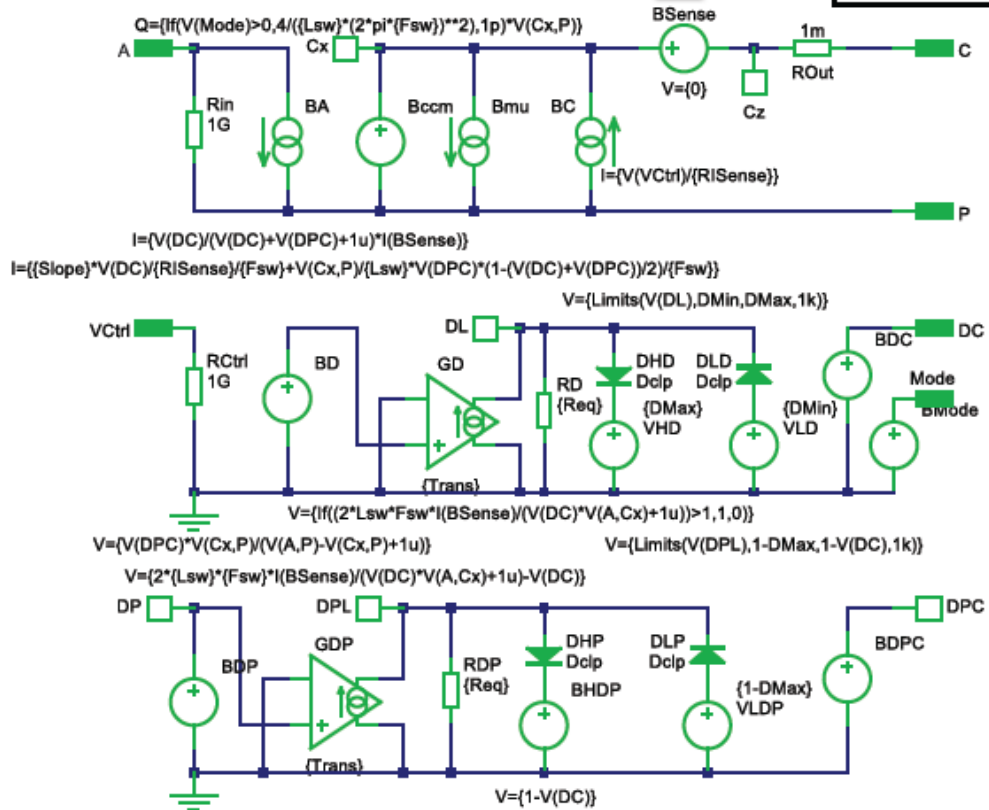 Q={If(V(Mode)>0,4/({Lsw}*(2*pi*{Fsw})**2),1p)*V(Cx,P)}
BSense
A
Cx
1m
C
ROut
V={0}
Cz
Rin
1G
BA
Bccm
Bmu
BC
I={V(VCtrl)/{RISense}}
P
I={V(DC)/(V(DC)+V(DPC)+1u)*I(BSense)}
I={{Slope}*V(DC)/{RISense}/{Fsw}+V(Cx,P)/{Lsw}*V(DPC)*(1-(V(DC)+V(DPC))/2)/{Fsw}}
V={Limits(V(DL),DMin,DMax,1k)}
VCtrl
DL
DC
BDC
RCtrl
1G
BD
GD
RD
{Req}
DHD
Dclp
DLD
Dclp
Mode
{DMax}
VHD
{DMin}
VLD
BMode
{Trans}
V={If((2*Lsw*Fsw*I(BSense)/(V(DC)*V(A,Cx)+1u))>1,1,0)}
V={V(DPC)*V(Cx,P)/(V(A,P)-V(Cx,P)+1u)}
V={Limits(V(DPL),1-DMax,1-V(DC),1k)}
V={2*{Lsw}*{Fsw}*I(BSense)/(V(DC)*V(A,Cx)+1u)-V(DC)}
DP
DPL
DPC
GDP
BDP
RDP
{Req}
DHP
Dclp
DLP
Dclp
BDPC
BHDP
{1-DMax}
VLDP
{Trans}
V={1-V(DC)}